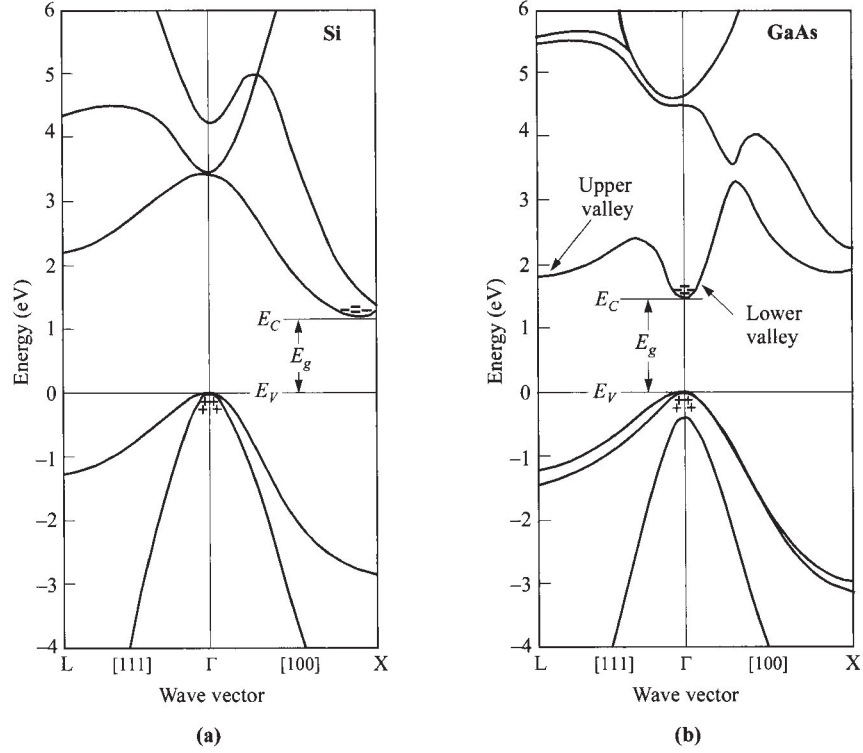 Si
Energy (eV)
6
5
4
3
2
1
0
–1
–2
–3
–4
E_C
E_g
E_V
L [111] Γ [100] X
Wave vector
(a)
GaAs
Energy (eV)
6
5
4
3
2
1
0
–1
–2
–3
–4
Upper
valley
Lower
valley
E_C
E_g
E_V
L [111] Γ [100] X
Wave vector
(b)